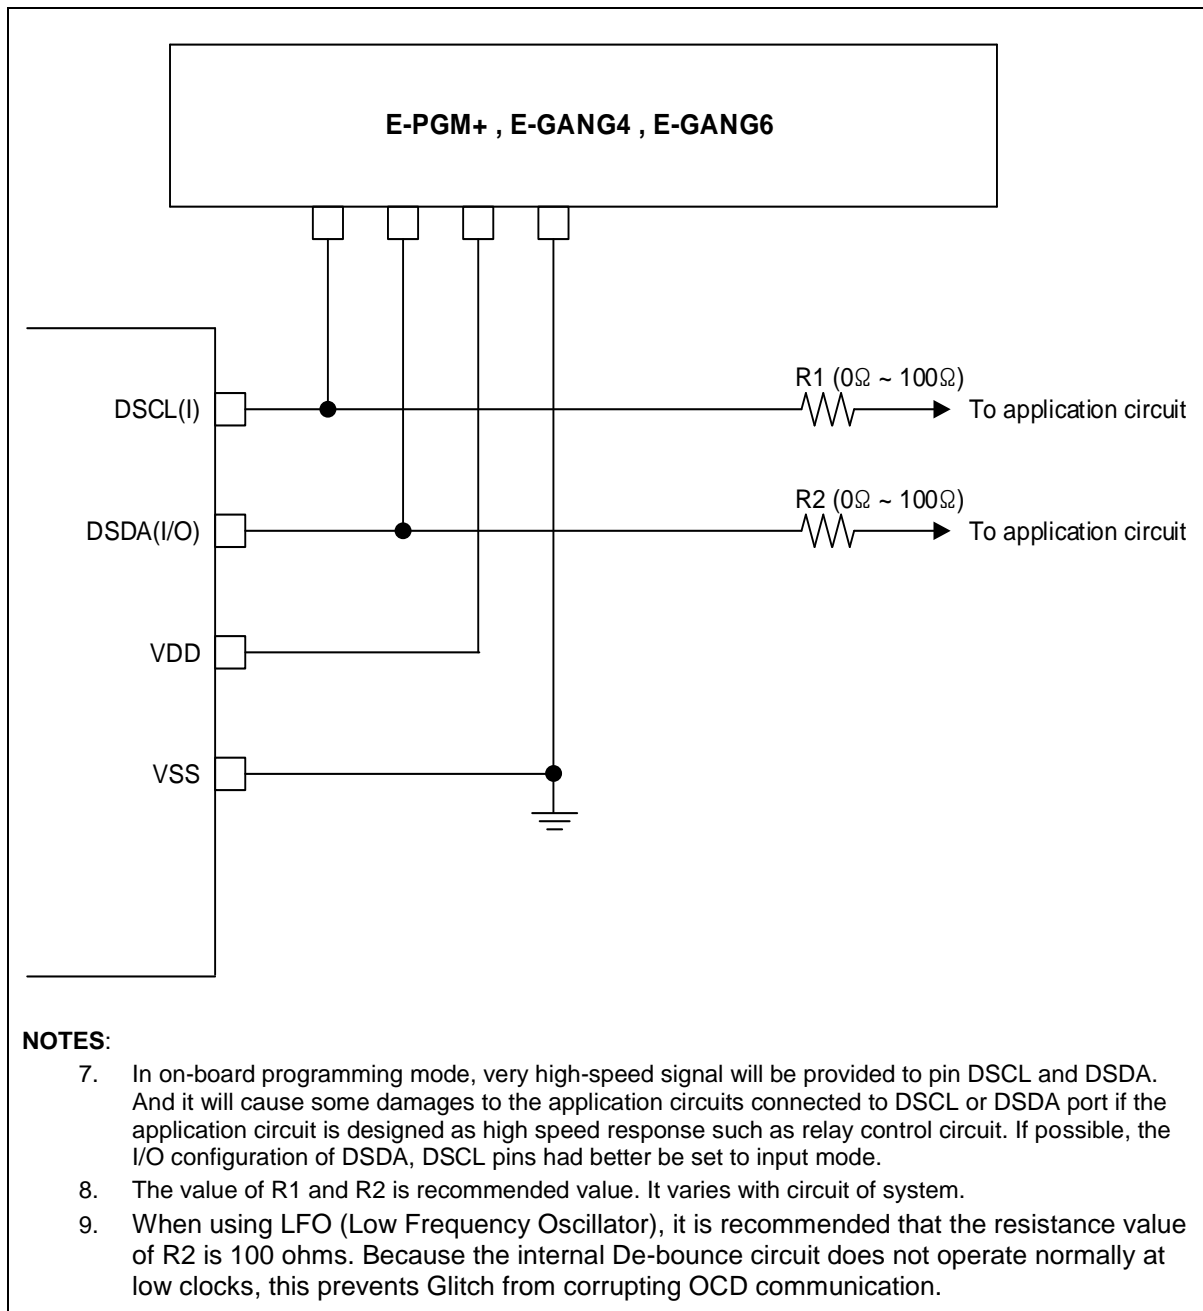 E-PGM+ , E-GANG4 , E-GANG6
R1 (0Ω ~ 100Ω)
DSCL(I)
To application circuit
R2 (0Ω ~ 100Ω)
DSDA(I/O)
To application circuit
VDD
VSS
NOTES:
7. In on-board programming mode, very high-speed signal will be provided to pin DSCL and DSDA.
And it will cause some damages to the application circuits connected to DSCL or DSDA port if the
application circuit is designed as high speed response such as relay control circuit. If possible, the
I/O configuration of DSDA, DSCL pins had better be set to input mode.
8. The value of R1 and R2 is recommended value. It varies with circuit of system.
9. When using LFO (Low Frequency Oscillator), it is recommended that the resistance value
of R2 is 100 ohms. Because the internal De-bounce circuit does not operate normally at
low clocks, this prevents Glitch from corrupting OCD communication.